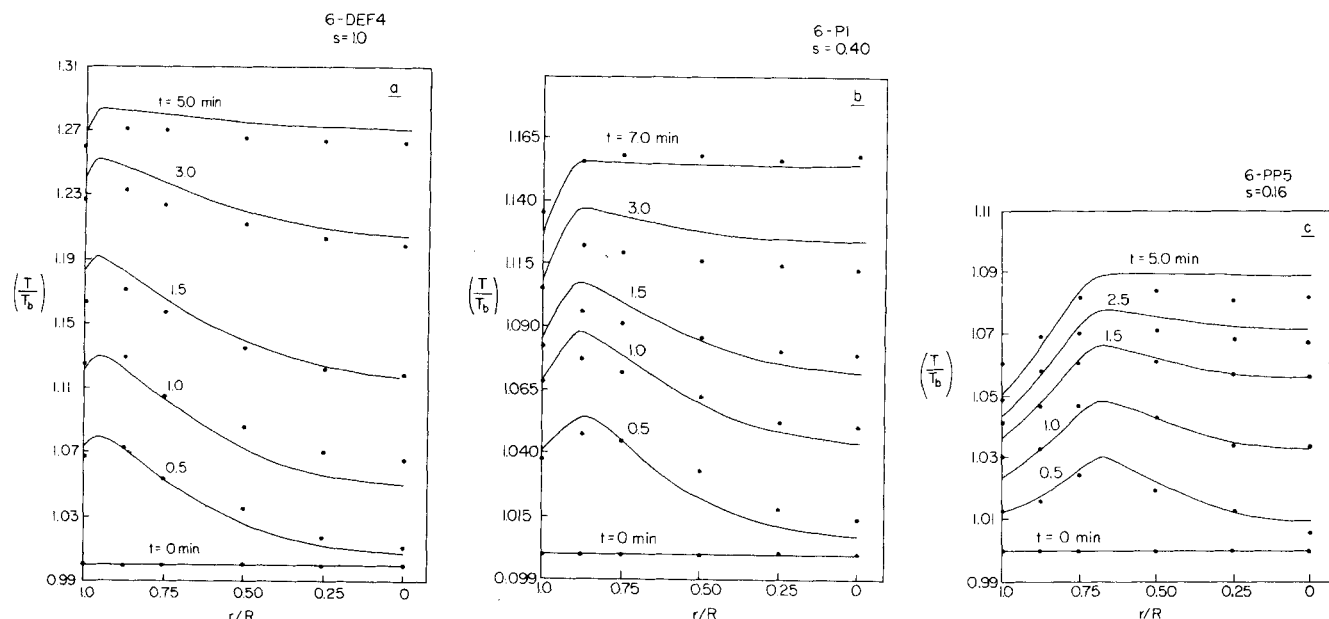 6-DEF4
s=1.0
a
1.31
1.27
1.23
1.19
1.15
1.11
1.07
1.03
0.99
(T/Tb)
t = 5.0 min
3.0
1.5
1.0
0.5
t = 0 min
1.0 0.75 0.50 0.25 0
r/R
6-P1
s = 0.40
b
1.165
1.140
1.115
1.090
1.065
1.040
1.015
0.099
(T/Tb)
t = 7.0 min
3.0
1.5
1.0
0.5
t = 0 min
1.0 0.75 0.50 0.25 0
r/R
6-PP5
s=0.16
c
1.11
1.09
1.07
1.05
1.03
1.01
0.99
(T/Tb)
t = 5.0 min
2.5
1.5
1.0
0.5
t = 0 min
1.0 0.75 0.50 0.25 0
r/R